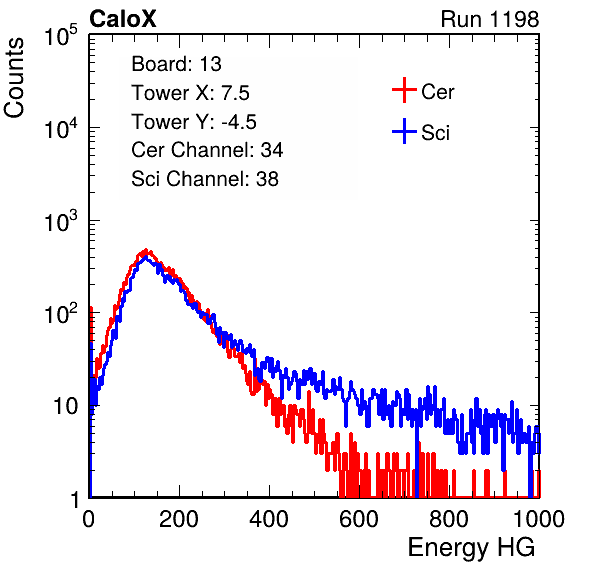 CaloX Run 1198
Counts
10^5
10^4
10^3
10^2
10
1
Board: 13
Tower X: 7.5
Tower Y: -4.5
Cer Channel: 34
Sci Channel: 38
Cer
Sci
0 200 400 600 800 1000
Energy HG